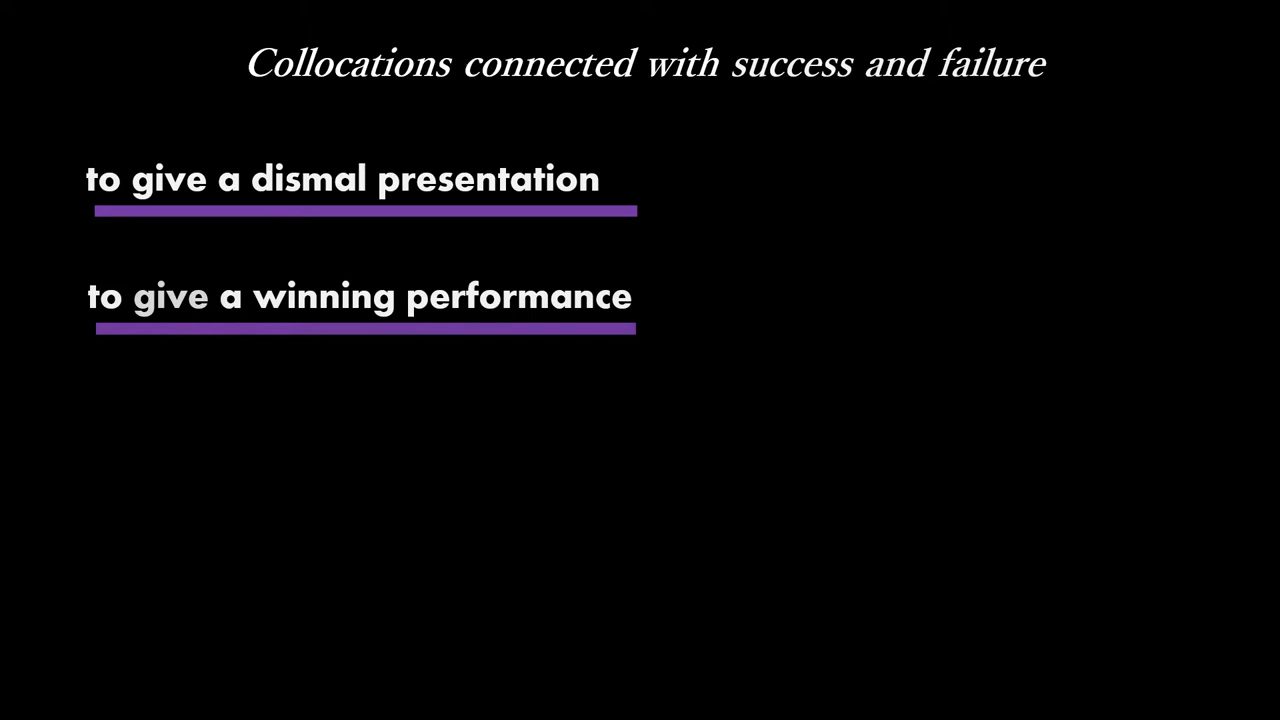 Collocations connected with success and failure
to give a dismal presentation
to give a winning performance